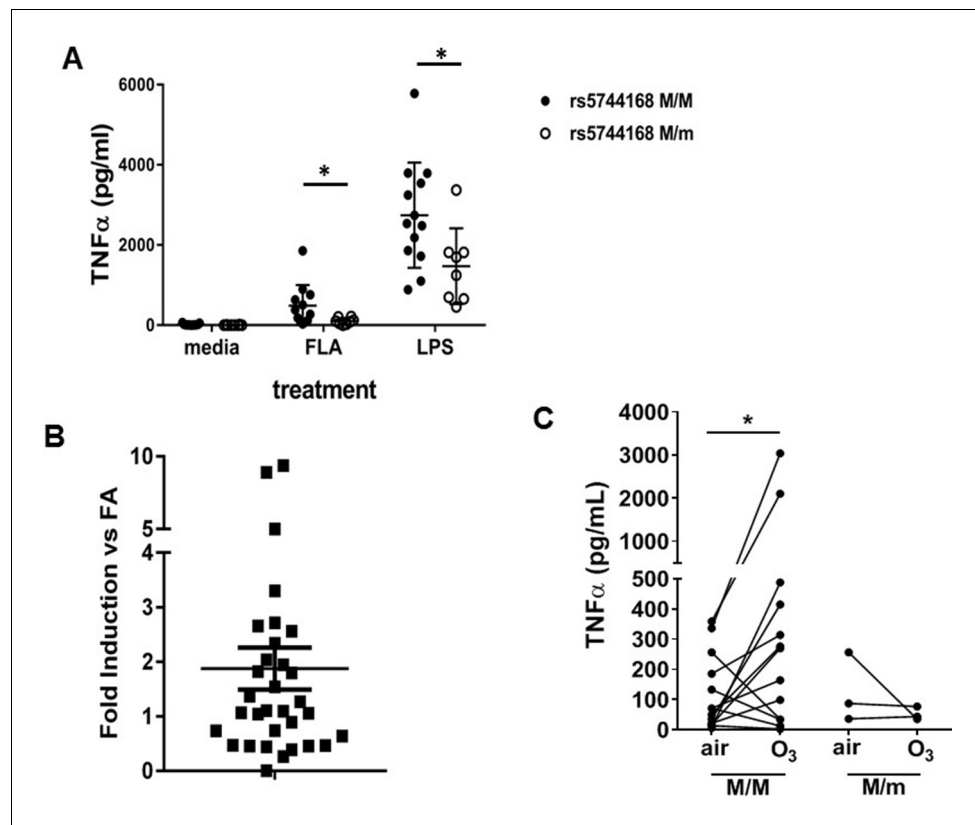 A
*
6000
*
rs5744168 M/M
rs5744168 M/m
4000
TNFα (pg/ml)
2000
0
media FLA LPS
treatment
B
10
5
4
3
2
1
0
Fold Induction vs FA
C
4000
*
3000
2000
1000
500
400
300
200
100
0
TNFα (pg/mL)
air O₃ air O₃
M/M M/m